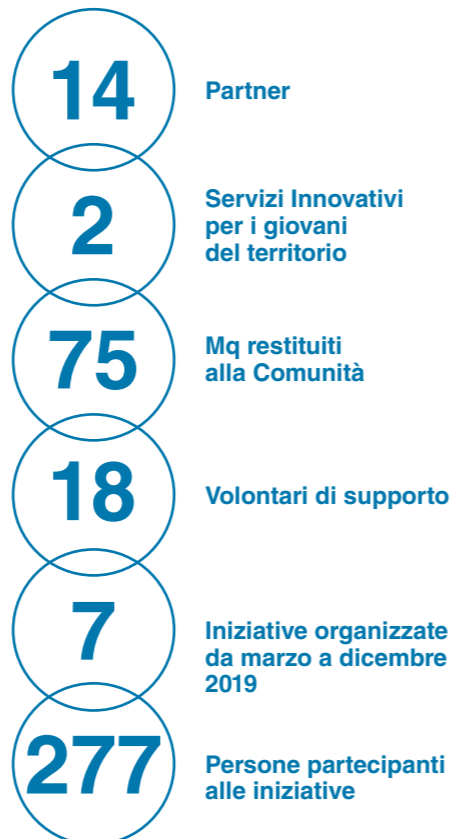 14
Partner
2
Servizi Innovativi
per i giovani
del territorio
75
Mq restituiti
alla Comunità
18
Volontari di supporto
7
Iniziative organizzate
da marzo a dicembre
2019
277
Persone partecipanti
alle iniziative